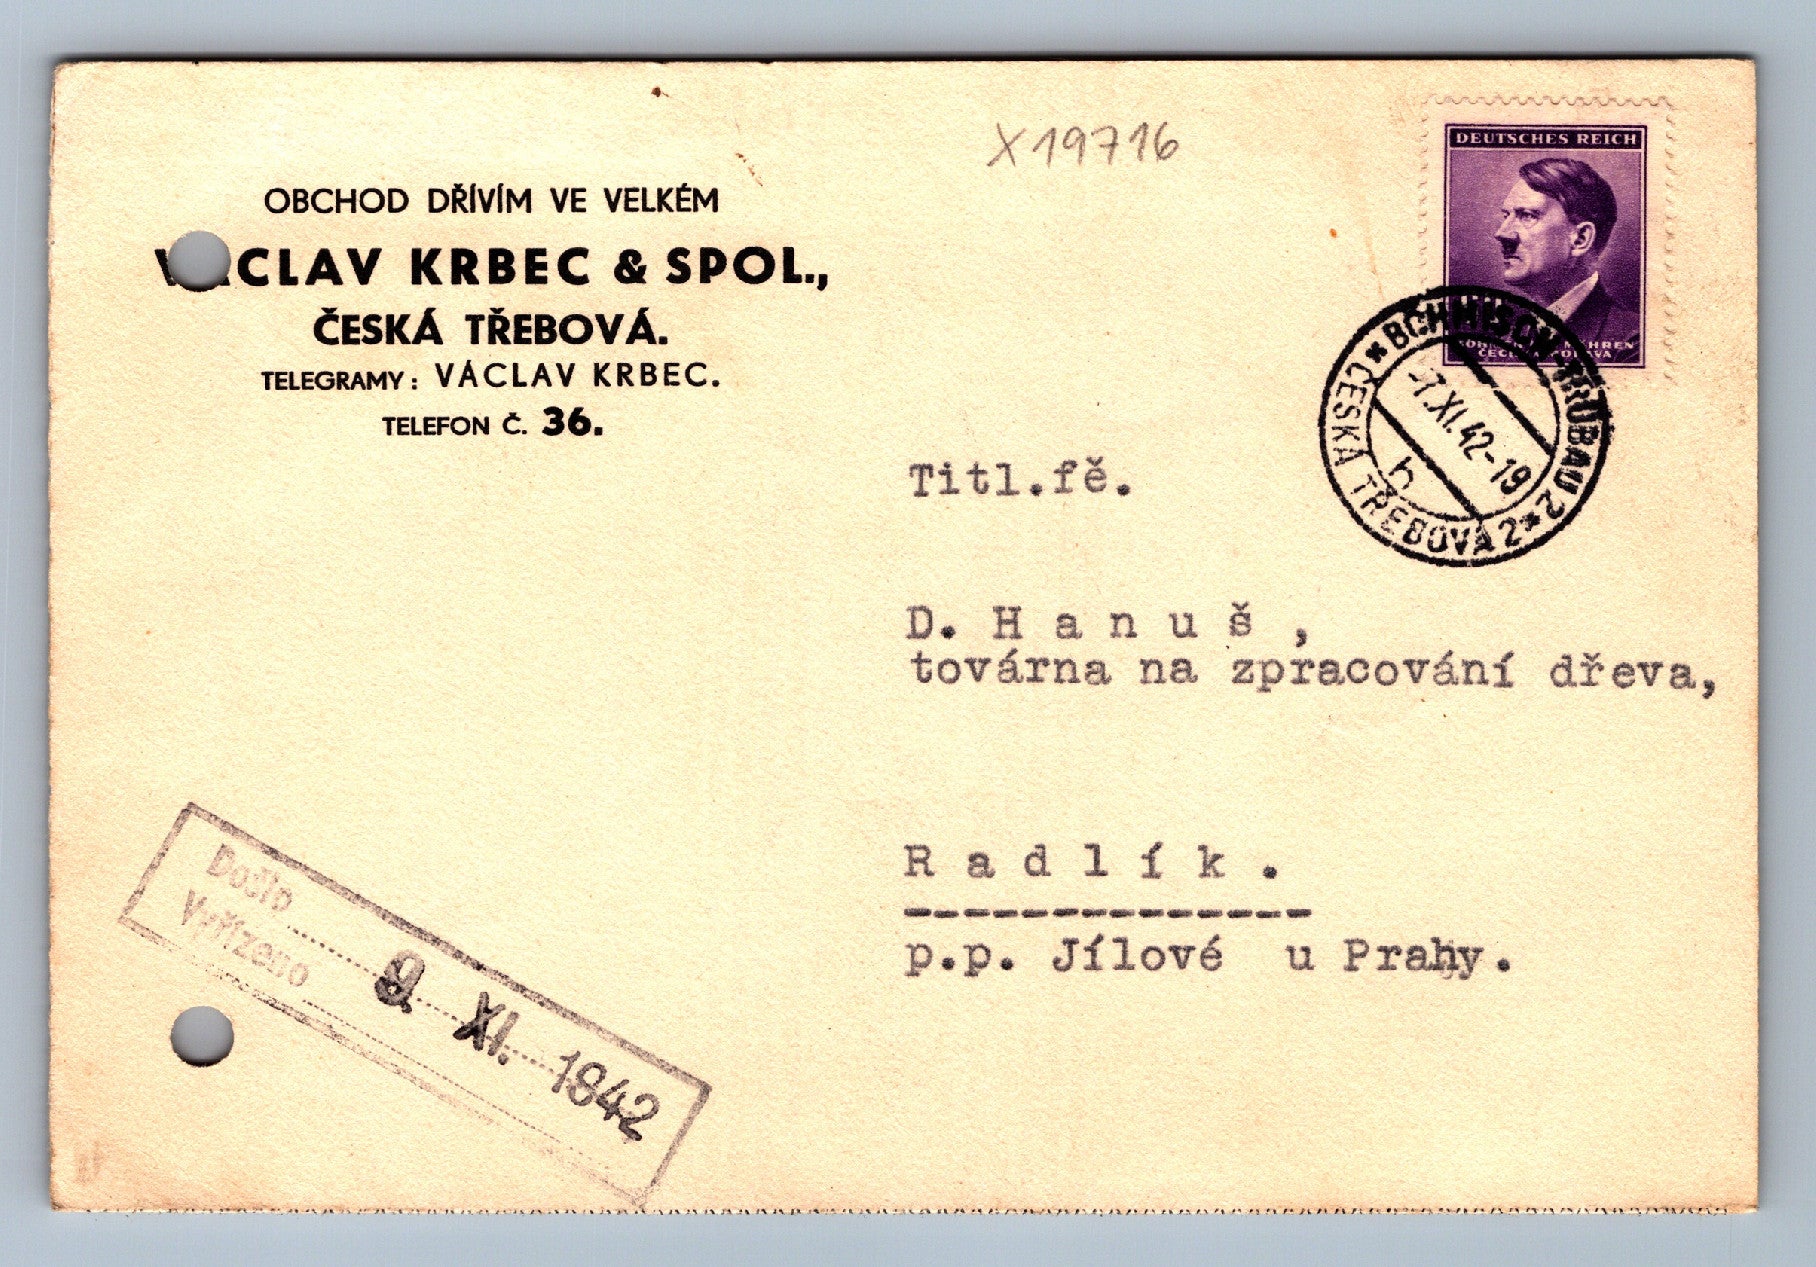 X19716
DEUTSCHES REICH
OBCHOD DŘÍVÍM VE VELKÉM
VÁCLAV KRBEC & SPOL.,
ČESKÁ TŘEBOVÁ.
TELEGRAMY: VÁCLAV KRBEC.
TELEFON Č. 36.
BÖHMISCH-TRÜBAU 2
-7.XI.42-19
h
ČESKÁ TŘEBOVÁ 2
Titl.fě.
D. Hanuš,
továrna na zpracování dřeva,
Radlík.
--------------
p.p. Jílové u Prahy.
Došlo
Vyřízeno
9. XI. 1942